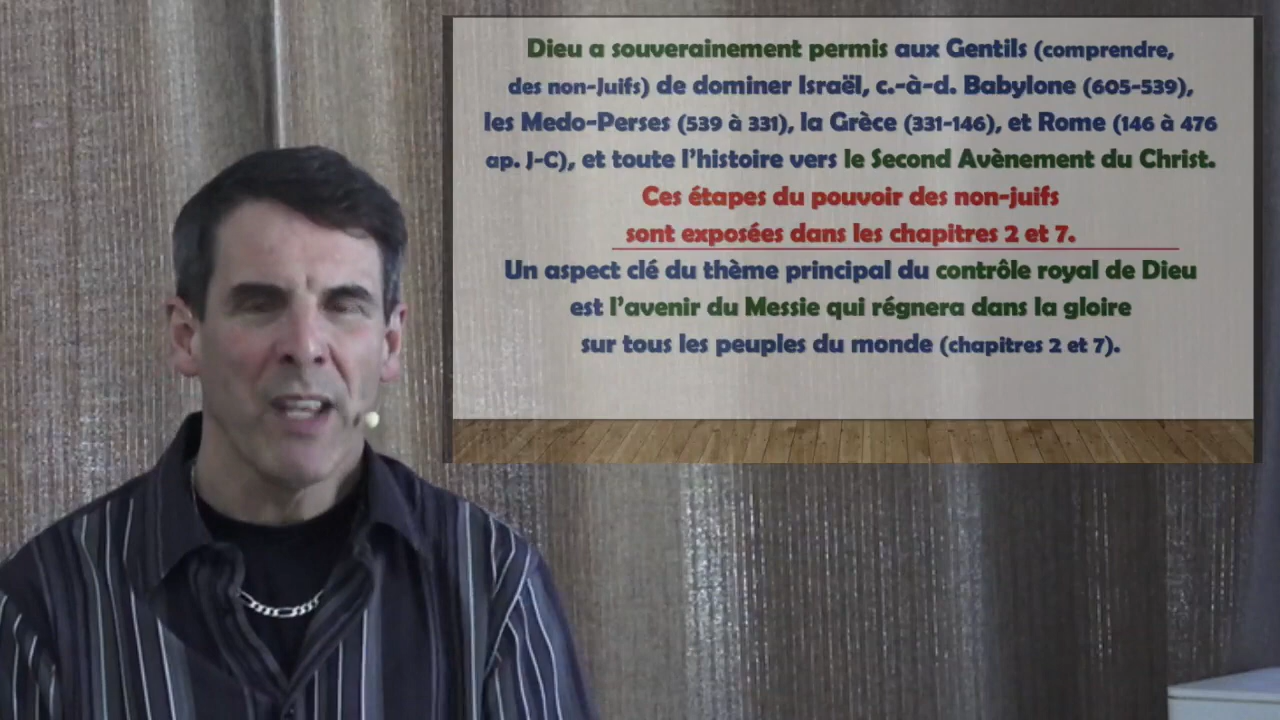 Dieu a souverainement permis aux Gentils (comprendre,
des non-Juifs) de dominer Israël, c.-à-d. Babylone (605-539),
les Medo-Perses (539 à 331), la Grèce (331-146), et Rome (146 à 476
ap. J-C), et toute l'histoire vers le Second Avènement du Christ.
Ces étapes du pouvoir des non-juifs
sont exposées dans les chapitres 2 et 7.
Un aspect clé du thème principal du contrôle royal de Dieu
est l'avenir du Messie qui régnera dans la gloire
sur tous les peuples du monde (chapitres 2 et 7).